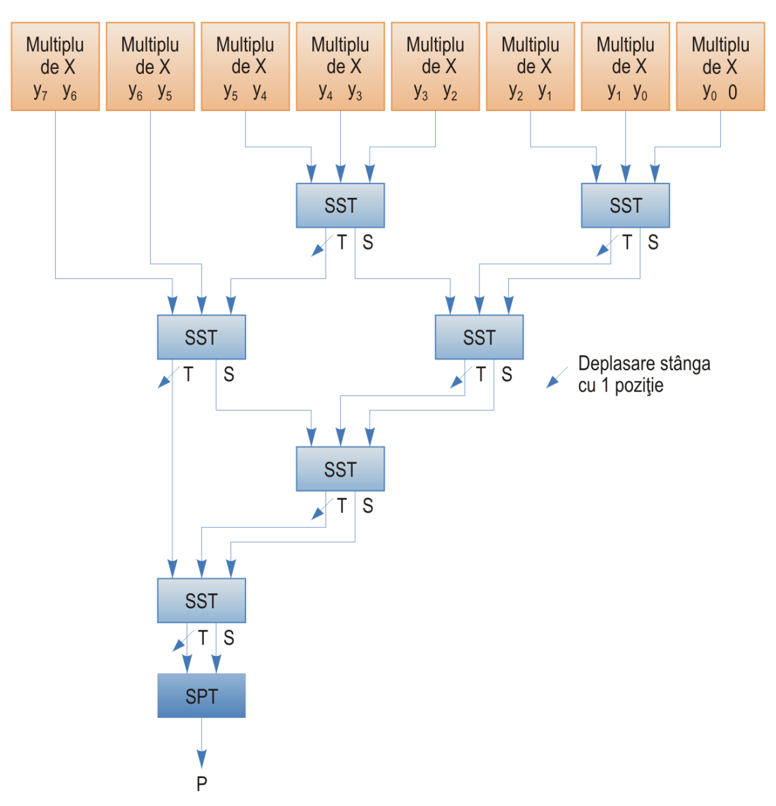 Multiplu de X y₇ y₆
Multiplu de X y₆ y₅
Multiplu de X y₅ y₄
Multiplu de X y₄ y₃
Multiplu de X y₃ y₂
Multiplu de X y₂ y₁
Multiplu de X y₁ y₀
Multiplu de X y₀ 0
SST
SST
T S
T S
SST
SST
T S
T S
Deplasare stânga
cu 1 poziţie
SST
T S
SST
T S
SPT
P